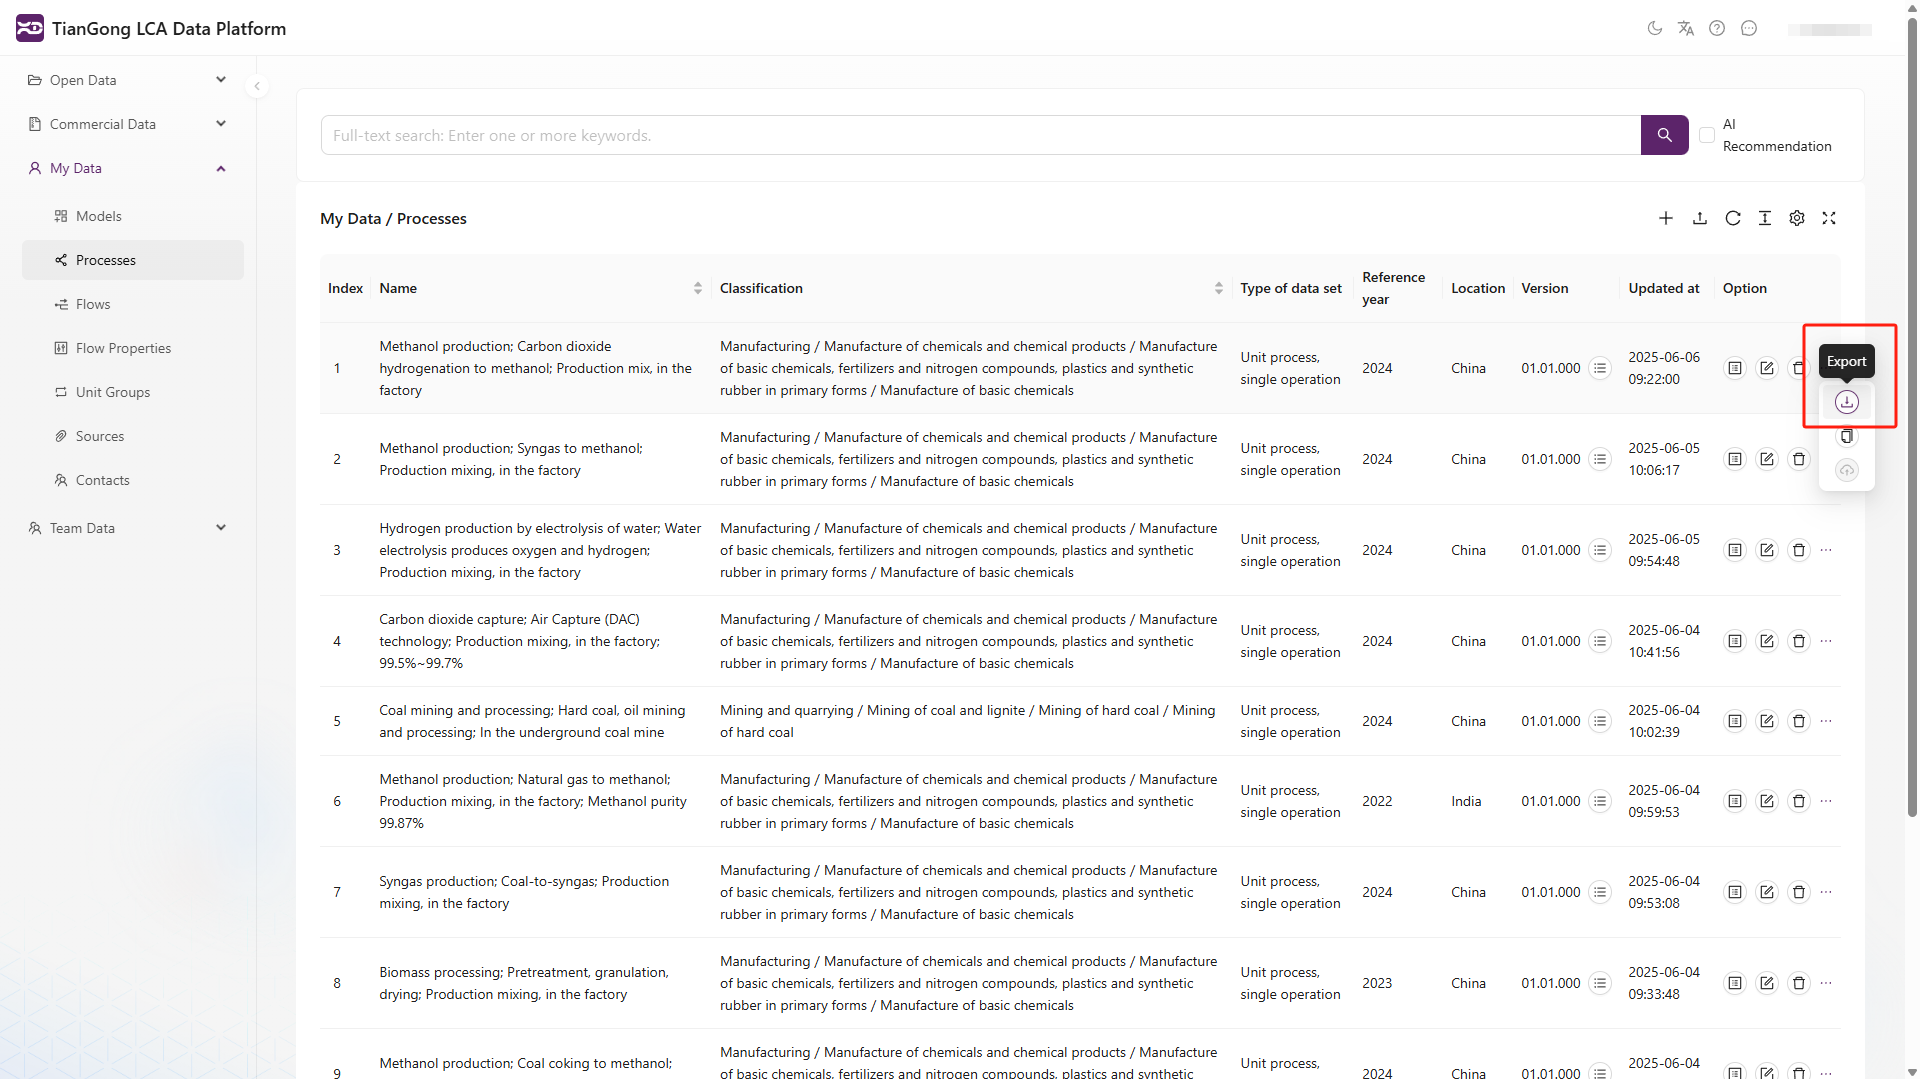 TianGong LCA Data Platform
Open Data
Commercial Data
My Data
Models
Processes
Flows
Flow Properties
Unit Groups
Sources
Contacts
Team Data
Full-text search: Enter one or more keywords.
AI
Recommendation
My Data / Processes
Index Name Classification Type of data set Reference year Location Version Updated at Option
1
Methanol production; Carbon dioxide
hydrogenation to methanol; Production mix, in the
factory
Manufacturing / Manufacture of chemicals and chemical products / Manufacture
of basic chemicals, fertilizers and nitrogen compounds, plastics and synthetic
rubber in primary forms / Manufacture of basic chemicals
Unit process,
single operation
2024
China
01.01.000
2025-06-06
09:22:00
Export
2
Methanol production; Syngas to methanol;
Production mixing, in the factory
Manufacturing / Manufacture of chemicals and chemical products / Manufacture
of basic chemicals, fertilizers and nitrogen compounds, plastics and synthetic
rubber in primary forms / Manufacture of basic chemicals
Unit process,
single operation
2024
China
01.01.000
2025-06-05
10:06:17
3
Hydrogen production by electrolysis of water; Water
electrolysis produces oxygen and hydrogen;
Production mixing, in the factory
Manufacturing / Manufacture of chemicals and chemical products / Manufacture
of basic chemicals, fertilizers and nitrogen compounds, plastics and synthetic
rubber in primary forms / Manufacture of basic chemicals
Unit process,
single operation
2024
China
01.01.000
2025-06-05
09:54:48
4
Carbon dioxide capture; Air Capture (DAC)
technology; Production mixing, in the factory;
99.5%~99.7%
Manufacturing / Manufacture of chemicals and chemical products / Manufacture
of basic chemicals, fertilizers and nitrogen compounds, plastics and synthetic
rubber in primary forms / Manufacture of basic chemicals
Unit process,
single operation
2024
China
01.01.000
2025-06-04
10:41:56
5
Coal mining and processing; Hard coal, oil mining
and processing; In the underground coal mine
Mining and quarrying / Mining of coal and lignite / Mining of hard coal / Mining
of hard coal
Unit process,
single operation
2024
China
01.01.000
2025-06-04
10:02:39
6
Methanol production; Natural gas to methanol;
Production mixing, in the factory; Methanol purity
99.87%
Manufacturing / Manufacture of chemicals and chemical products / Manufacture
of basic chemicals, fertilizers and nitrogen compounds, plastics and synthetic
rubber in primary forms / Manufacture of basic chemicals
Unit process,
single operation
2022
India
01.01.000
2025-06-04
09:59:53
7
Syngas production; Coal-to-syngas; Production
mixing, in the factory
Manufacturing / Manufacture of chemicals and chemical products / Manufacture
of basic chemicals, fertilizers and nitrogen compounds, plastics and synthetic
rubber in primary forms / Manufacture of basic chemicals
Unit process,
single operation
2024
China
01.01.000
2025-06-04
09:53:08
8
Biomass processing; Pretreatment, granulation,
drying; Production mixing, in the factory
Manufacturing / Manufacture of chemicals and chemical products / Manufacture
of basic chemicals, fertilizers and nitrogen compounds, plastics and synthetic
rubber in primary forms / Manufacture of basic chemicals
Unit process,
single operation
2023
China
01.01.000
2025-06-04
09:33:48
9
Methanol production; Coal coking to methanol;
Manufacturing / Manufacture of chemicals and chemical products / Manufacture
of basic chemicals, fertilizers and nitrogen compounds, plastics and synthetic
Unit process,
2024
China
01.01.000
2025-06-04